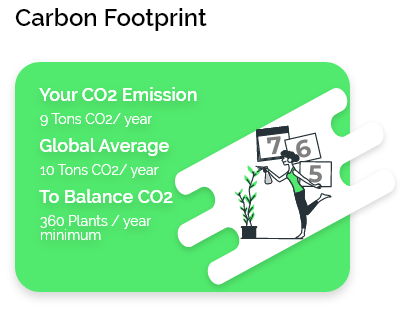 Carbon Footprint
Your CO2 Emission
9 Tons CO2/ year
Global Average
10 Tons CO2/ year
To Balance CO2
360 Plants / year
minimum
7
6
5